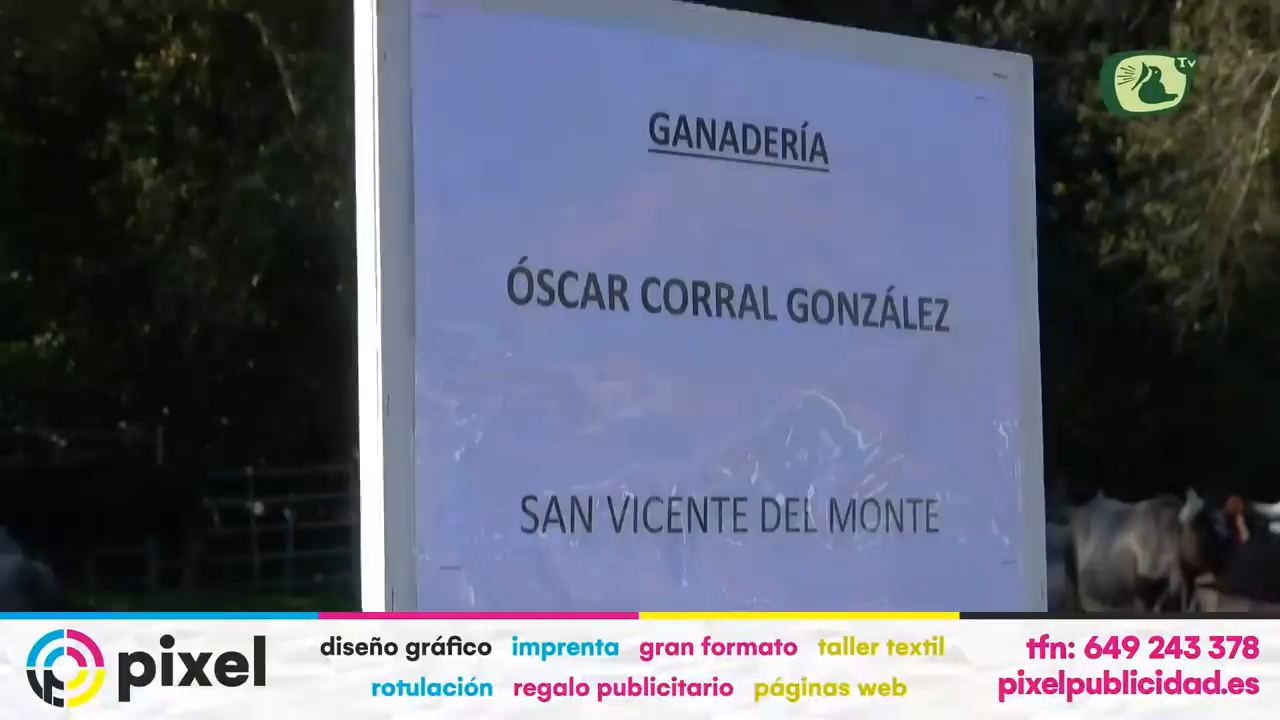 Tv
GANADERÍA
ÓSCAR CORRAL GONZÁLEZ
SAN VICENTE DEL MONTE
pixel
diseño gráfico imprenta gran formato taller textil
rotulación regalo publicitario páginas web
tfn: 649 243 378
pixelpublicidad.es